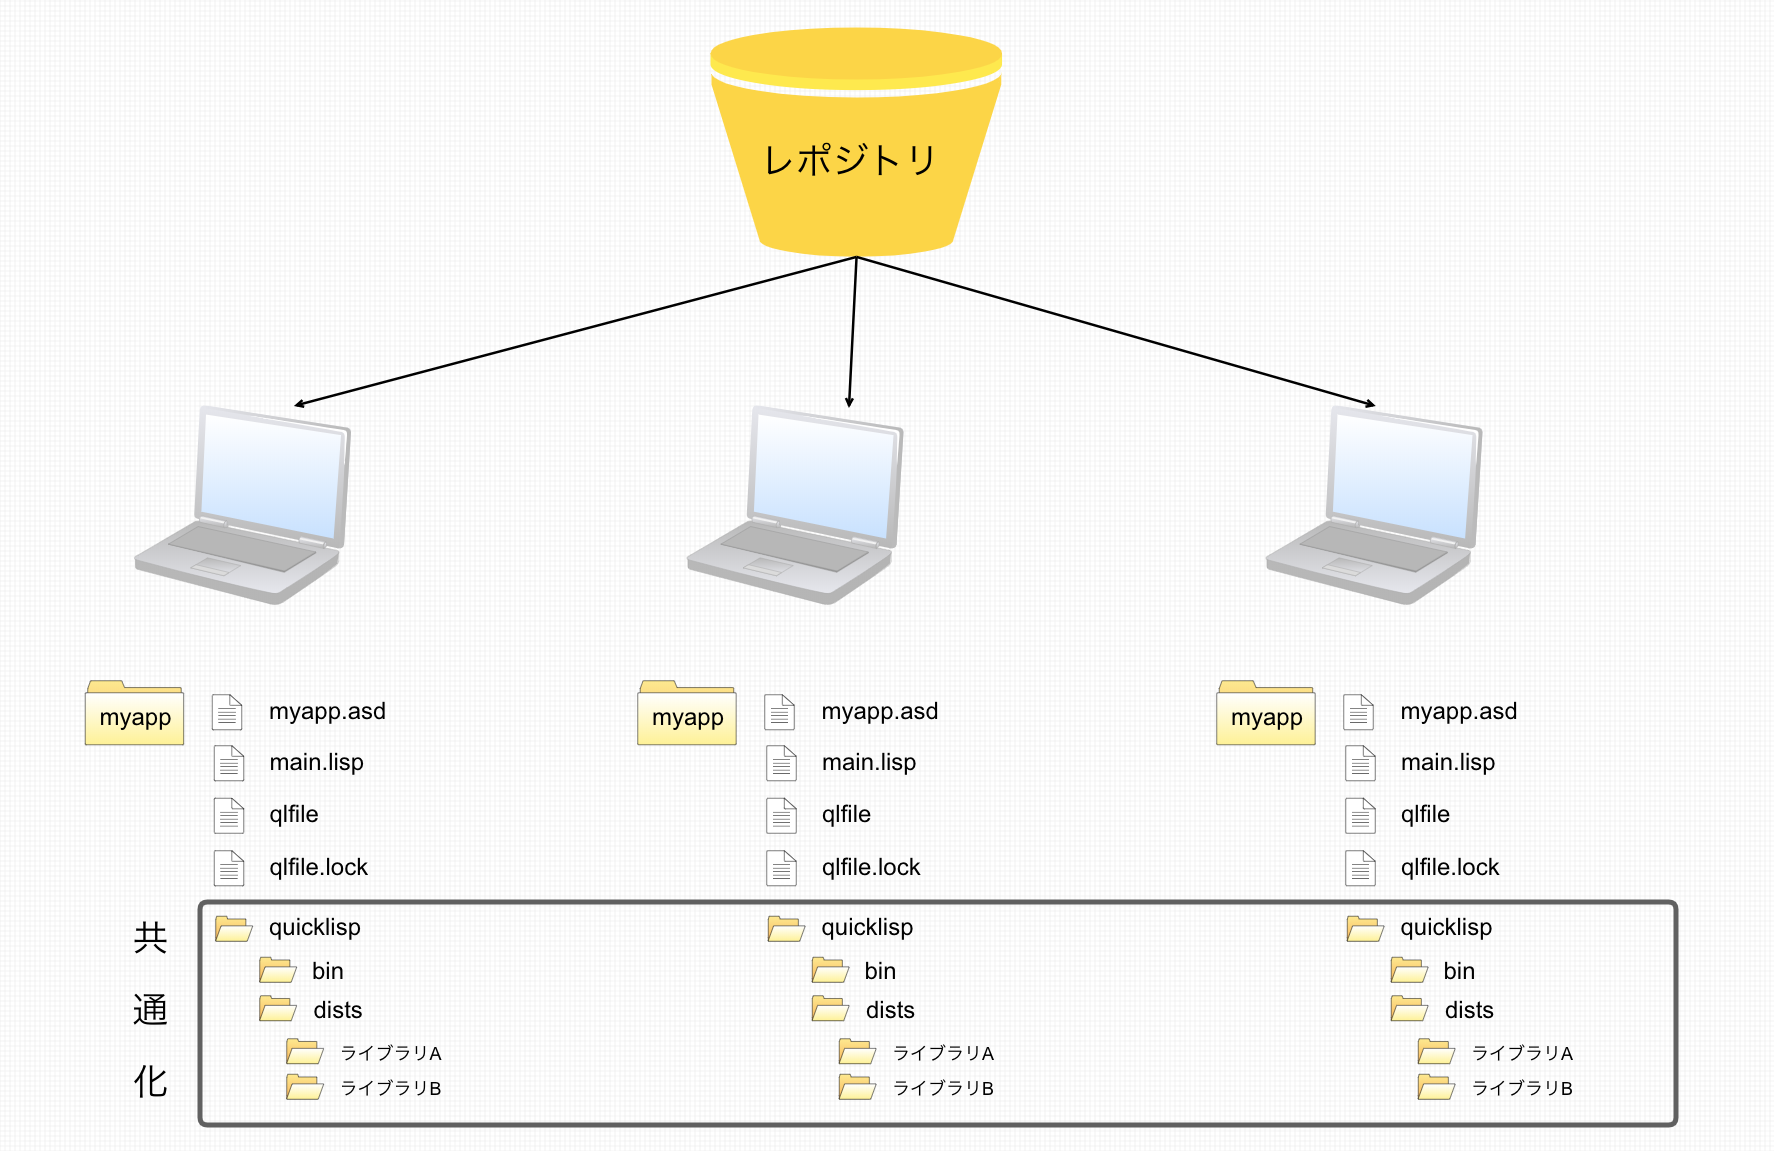 レポジトリ
myapp
myapp.asd
main.lisp
qlfile
qlfile.lock
quicklisp
bin
dists
ライブラリA
ライブラリB
myapp
myapp.asd
main.lisp
qlfile
qlfile.lock
quicklisp
bin
dists
ライブラリA
ライブラリB
myapp
myapp.asd
main.lisp
qlfile
qlfile.lock
quicklisp
bin
dists
ライブラリA
ライブラリB
共通化